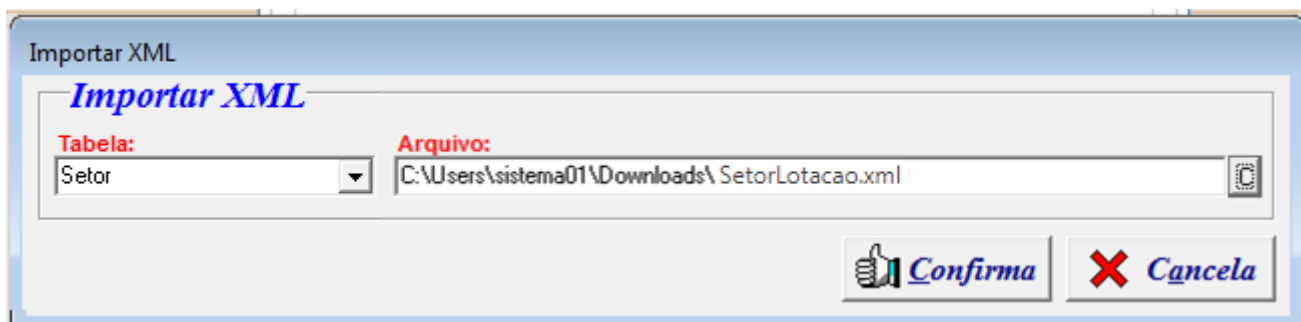 Importar XML
Importar XML
Tabela: Arquivo:
Setor C:\Users\sistema01\Downloads\ SetorLotacao.xml C
Confirma Cancela